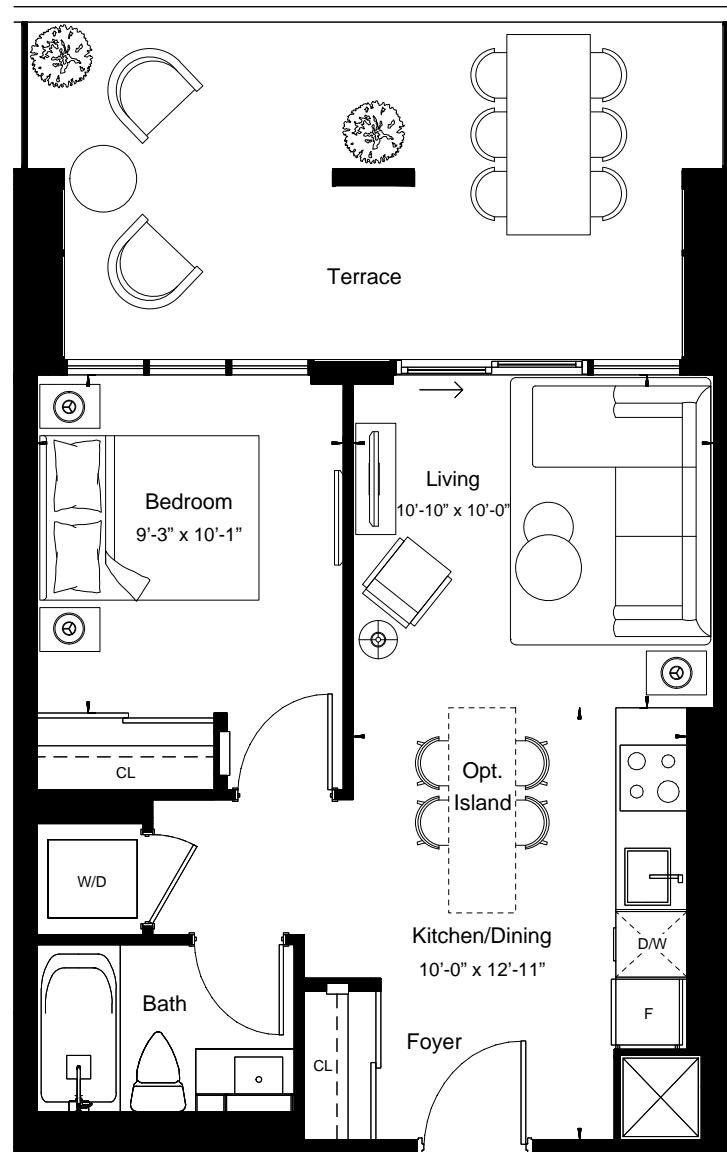 Terrace
Bedroom
9’-3” x 10’-1”
Living
10’-10” x 10’-0”
CL
Opt.
Island
W/D
Kitchen/Dining
10’-0” x 12’-11”
D/W
F
Bath
Foyer
CL